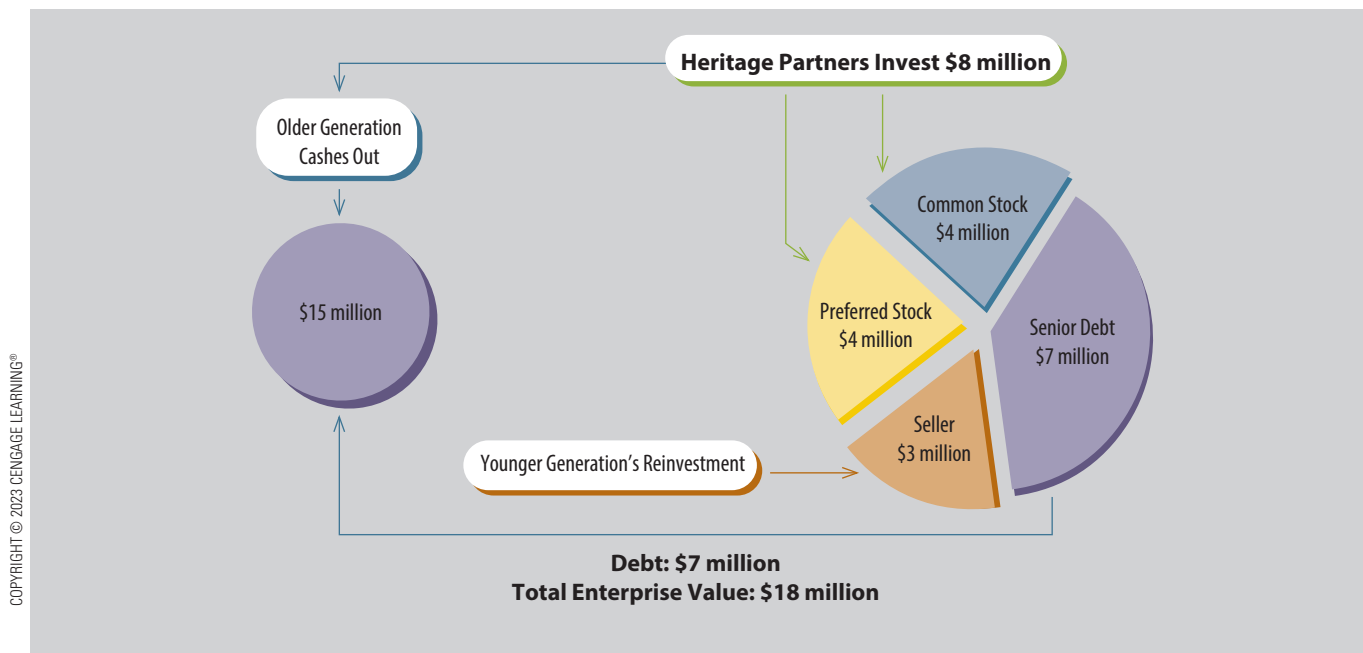 Heritage Partners Invest $8 million
Older Generation
Cashes Out
$15 million
Common Stock
$4 million
Preferred Stock
$4 million
Senior Debt
$7 million
Seller
$3 million
Younger Generation’s Reinvestment
Debt: $7 million
Total Enterprise Value: $18 million
COPYRIGHT © 2023 CENGAGE LEARNING®